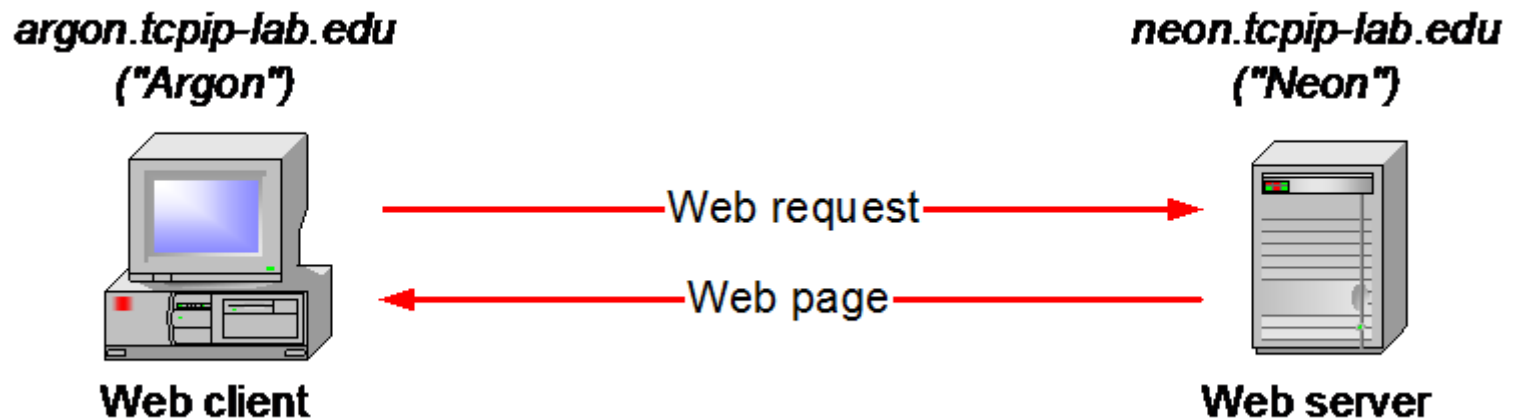 argon.tcpip-lab.edu
("Argon")
neon.tcpip-lab.edu
("Neon")
Web request
Web page
Web client
Web server